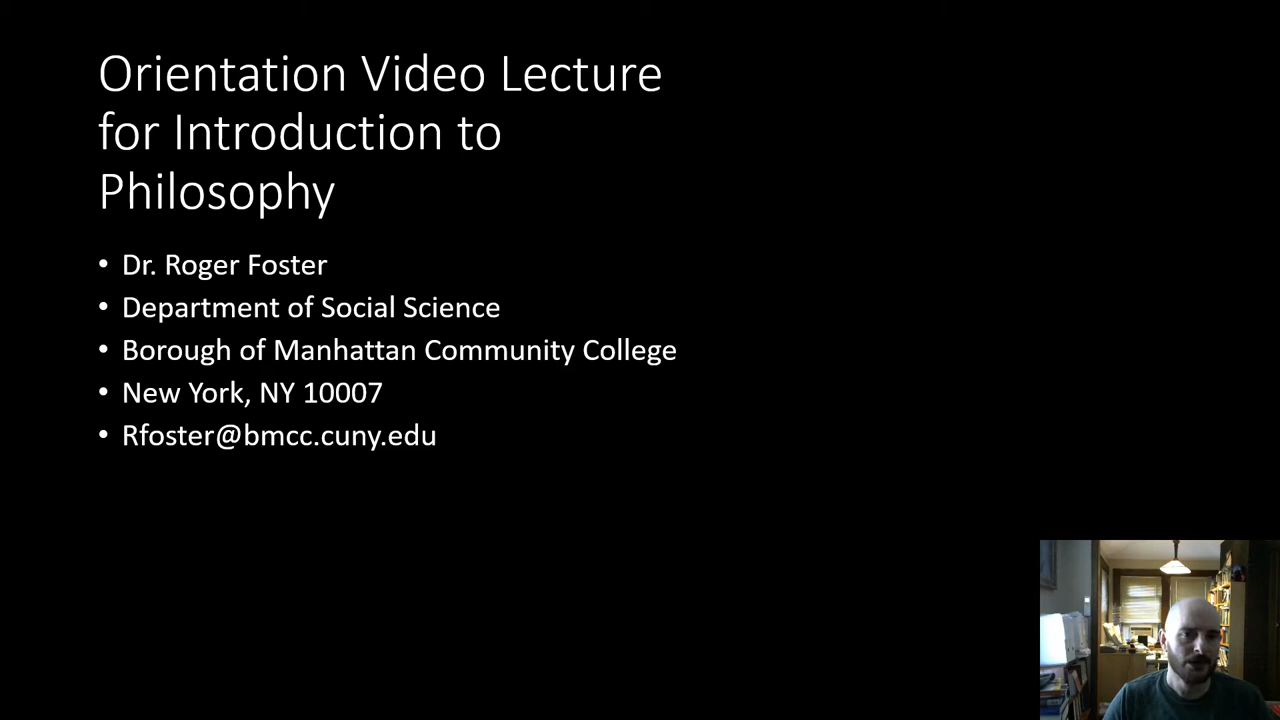 Orientation Video Lecture
for Introduction to
Philosophy
• Dr. Roger Foster
• Department of Social Science
• Borough of Manhattan Community College
• New York, NY 10007
• Rfoster@bmcc.cuny.edu